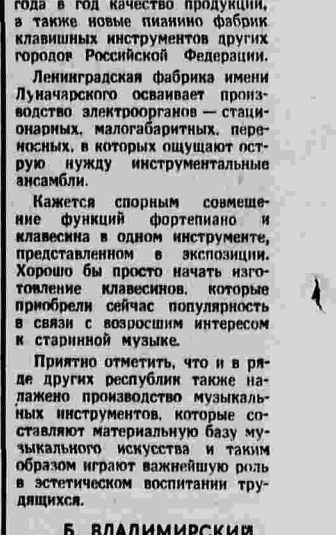 года в год качество продукции,
а также новые пианино фабрик
клавишных инструментов других
городов Российской Федерации.
Ленинградская фабрика имени
Луначарского осваивает произ-
водство электроорганов — стаци-
онарных, малогабаритных, пере-
носных, в которых ощущают ост-
рую нужду инструментальные
ансамбли.
Кажется спорным совмеще-
ние функций фортепиано и
клавесина в одном инструменте,
представленном в экспозиции.
Хорошо бы просто начать изго-
товление клавесинов, которые
приобрели сейчас популярность
в связи с возросшим интересом
к старинной музыке.
Приятно отметить, что и в ря-
де других республик также на-
лажено производство музыкаль-
ных инструментов, которые со-
ставляют материальную базу му-
зыкального искусства и таким
образом играют важнейшую роль
в эстетическом воспитании тру-
дящихся.
Б. ВЛАДИМИРСКИЙ